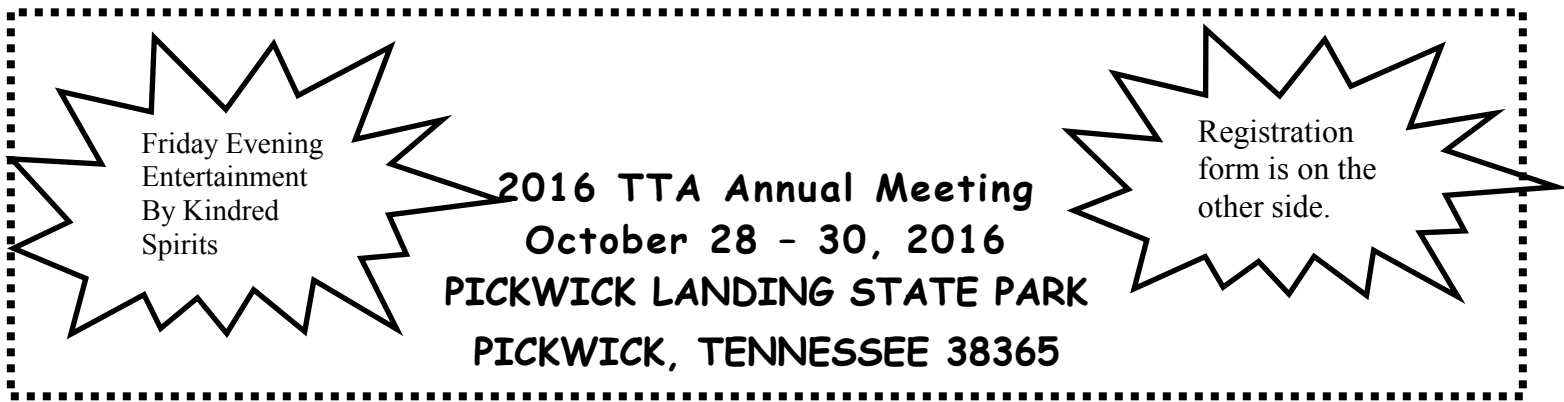 Friday Evening
Entertainment
By Kindred
Spirits
Registration
form is on the
other side.
2016 TTA Annual Meeting
October 28 – 30, 2016
PICKWICK LANDING STATE PARK
PICKWICK, TENNESSEE 38365